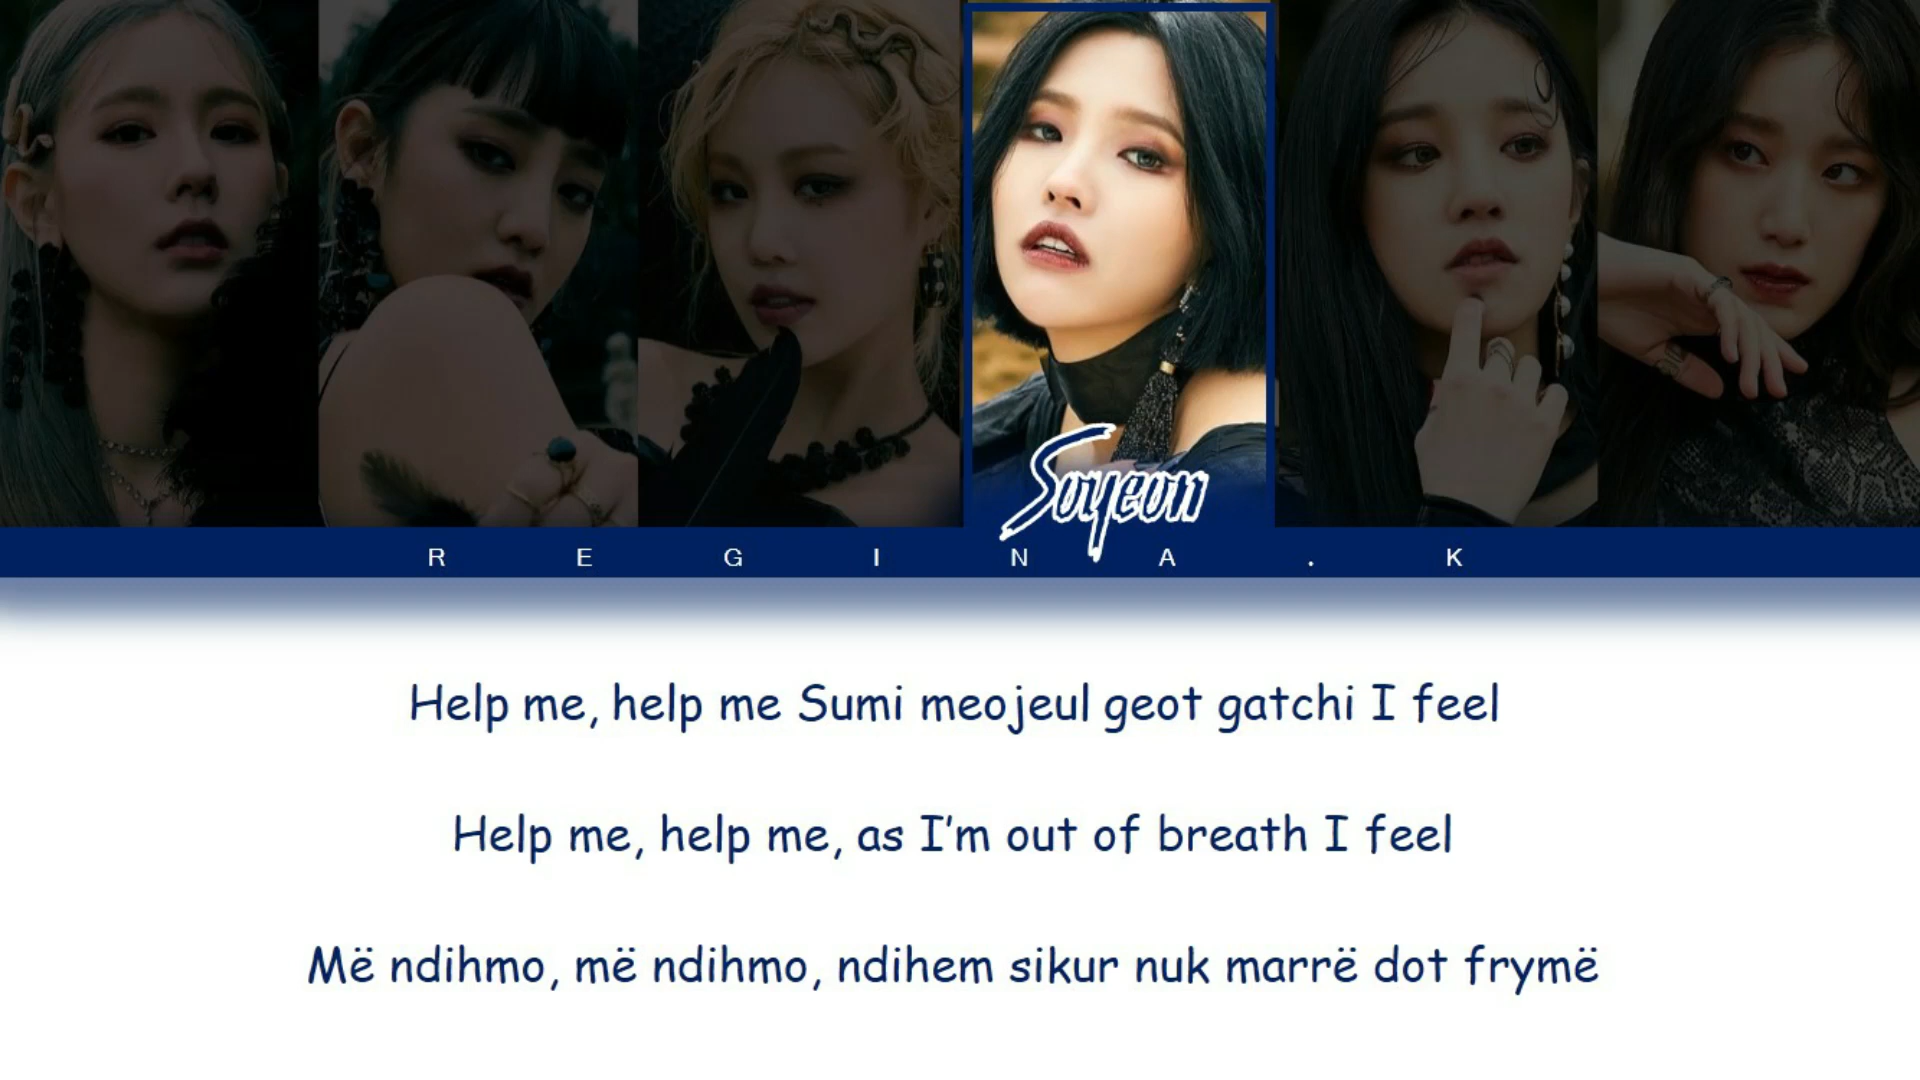 Soyeon
REGINA.K
Help me, help me Sumi meojeul geot gatchi I feel
Help me, help me, as I'm out of breath I feel
Më ndihmo, më ndihmo, ndihem sikur nuk marrë dot frymë